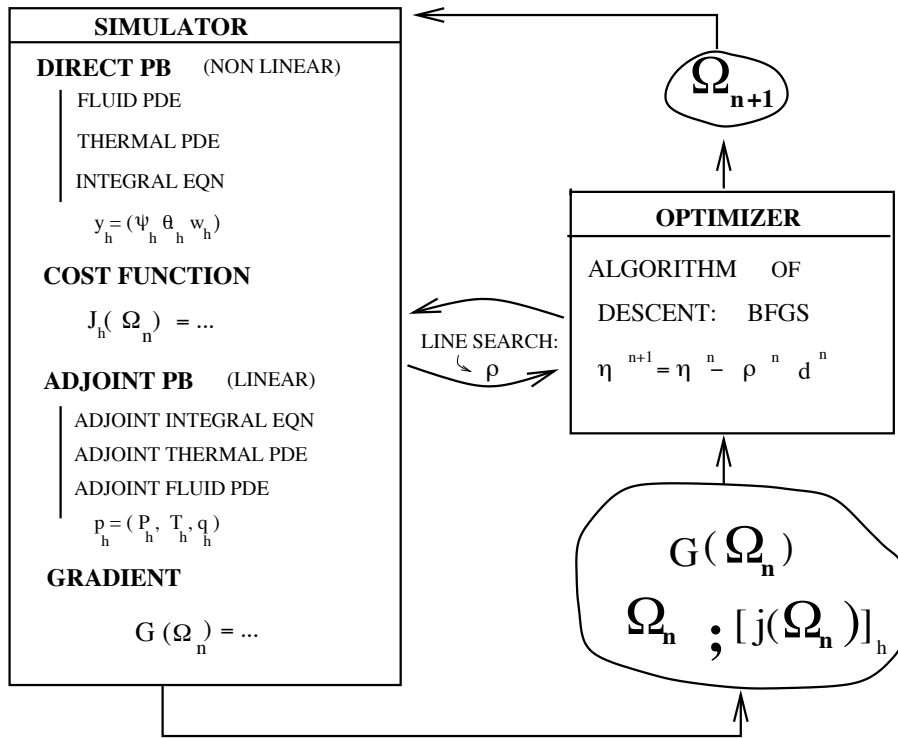 SIMULATOR
DIRECT PB (NON LINEAR)
FLUID PDE
THERMAL PDE
INTEGRAL EQN
y_h = (ψ_h θ_h w_h)
COST FUNCTION
J_h(Ω_n) = ...
ADJOINT PB (LINEAR)
ADJOINT INTEGRAL EQN
ADJOINT THERMAL PDE
ADJOINT FLUID PDE
p_h = (P_h, T_h, q_h)
GRADIENT
G(Ω_n) = ...
LINE SEARCH:
ρ
Ω_{n+1}
OPTIMIZER
ALGORITHM OF
DESCENT: BFGS
η^{n+1} = η^n − ρ^n d^n
G(Ω_n)
Ω_n ; [j(Ω_n)]_h